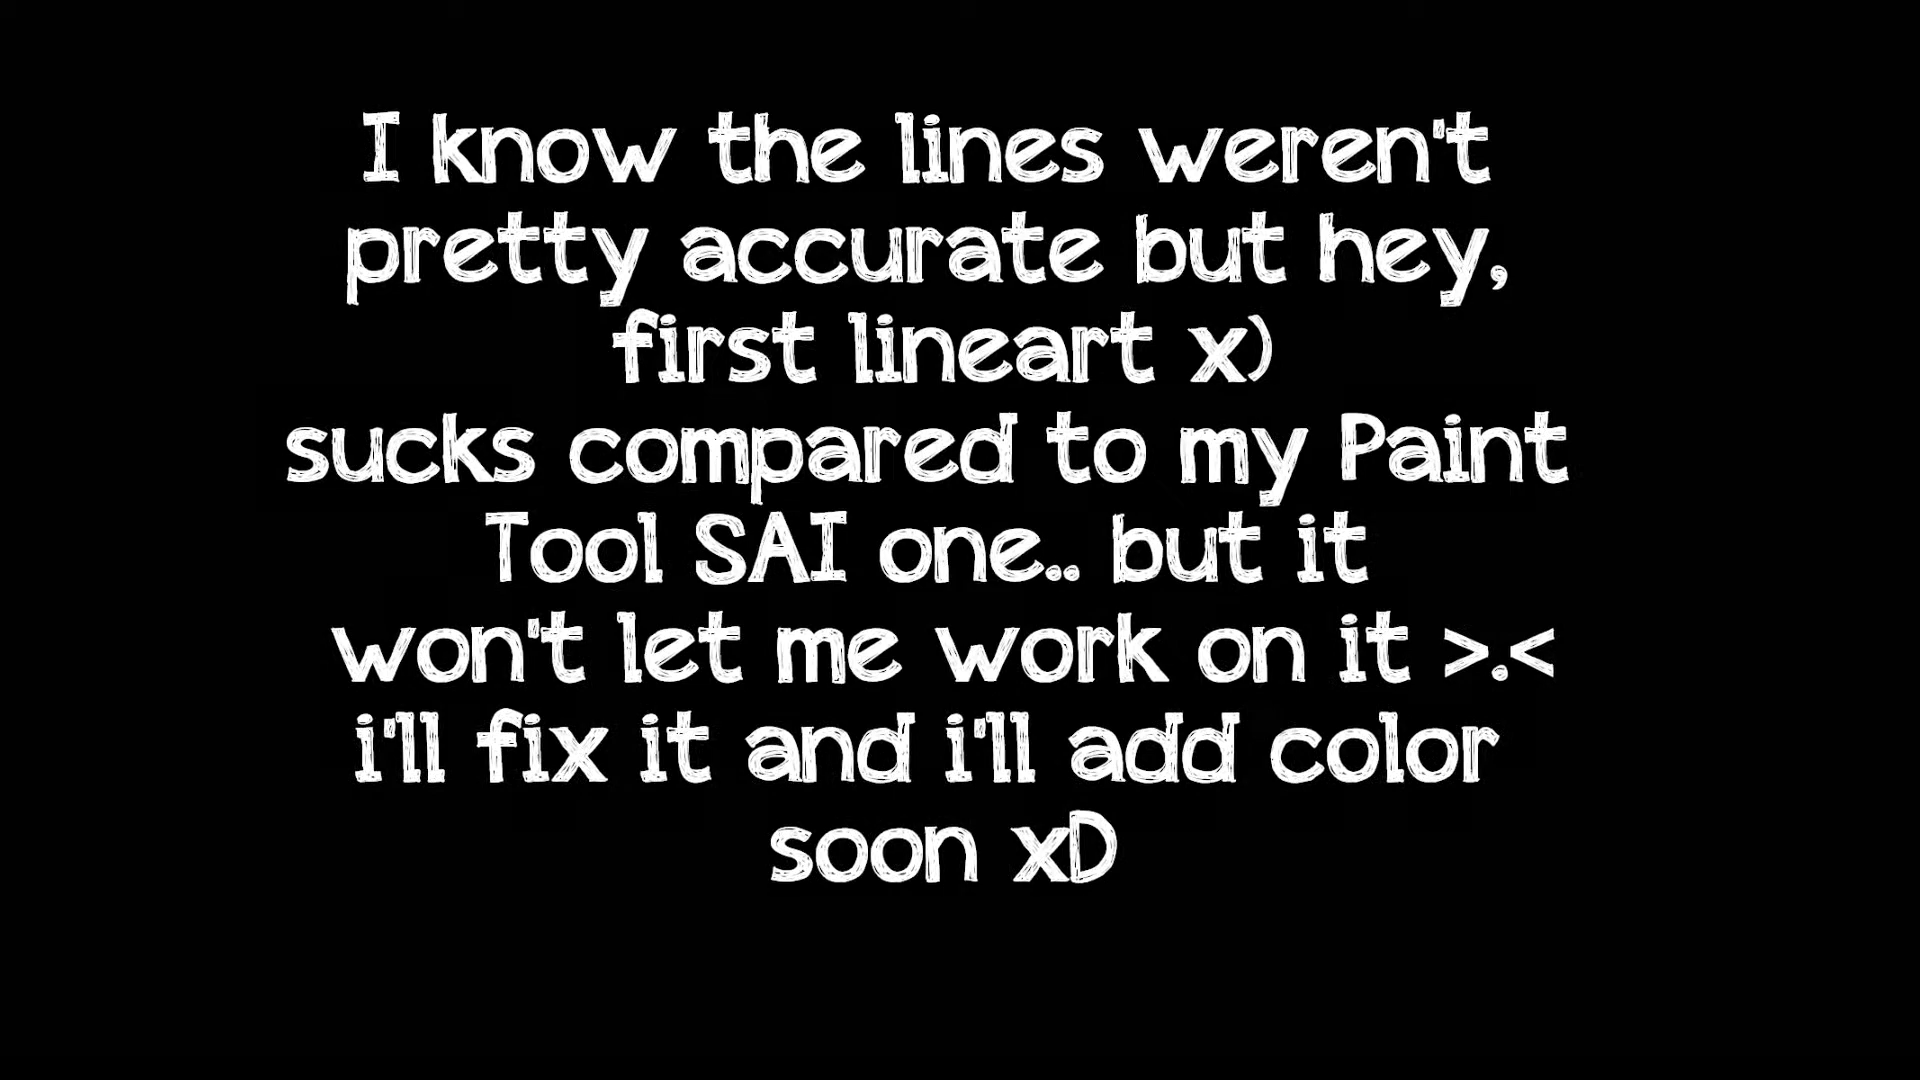 I know the lines weren't
pretty accurate but hey,
first lineart x)
sucks compared to my Paint
Tool SAI one.. but it
won't let me work on it >.<
i'll fix it and i'll add color
soon xD